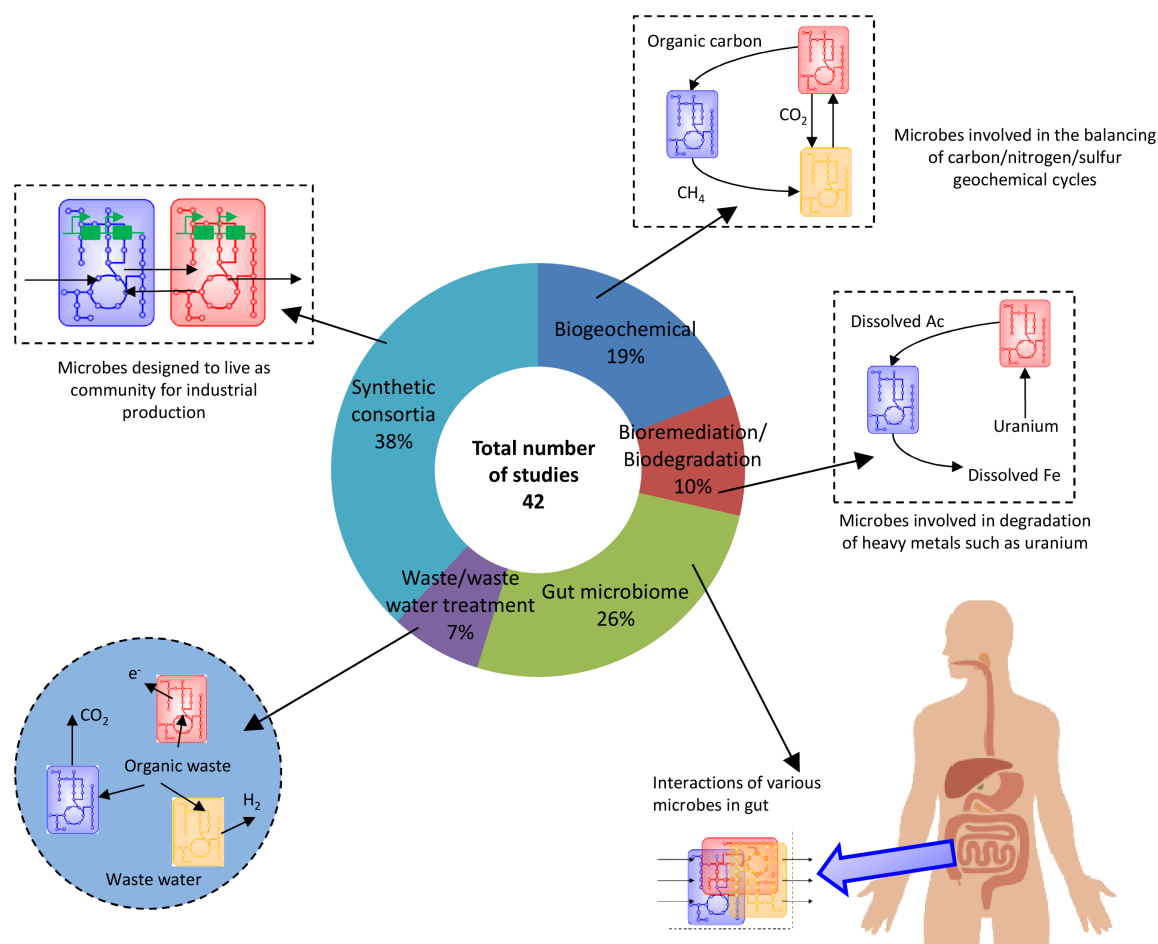 Organic carbon
CO2
CH4
Microbes involved in the balancing
of carbon/nitrogen/sulfur
geochemical cycles
Microbes designed to live as
community for industrial
production
Biogeochemical
19%
Dissolved Ac
Uranium
Dissolved Fe
Microbes involved in degradation
of heavy metals such as uranium
Synthetic
consortia
38%
Total number
of studies
42
Bioremediation/
Biodegradation
10%
Waste/waste
water treatment
7%
Gut microbiome
26%
e-
CO2
Organic waste
H2
Waste water
Interactions of various
microbes in gut